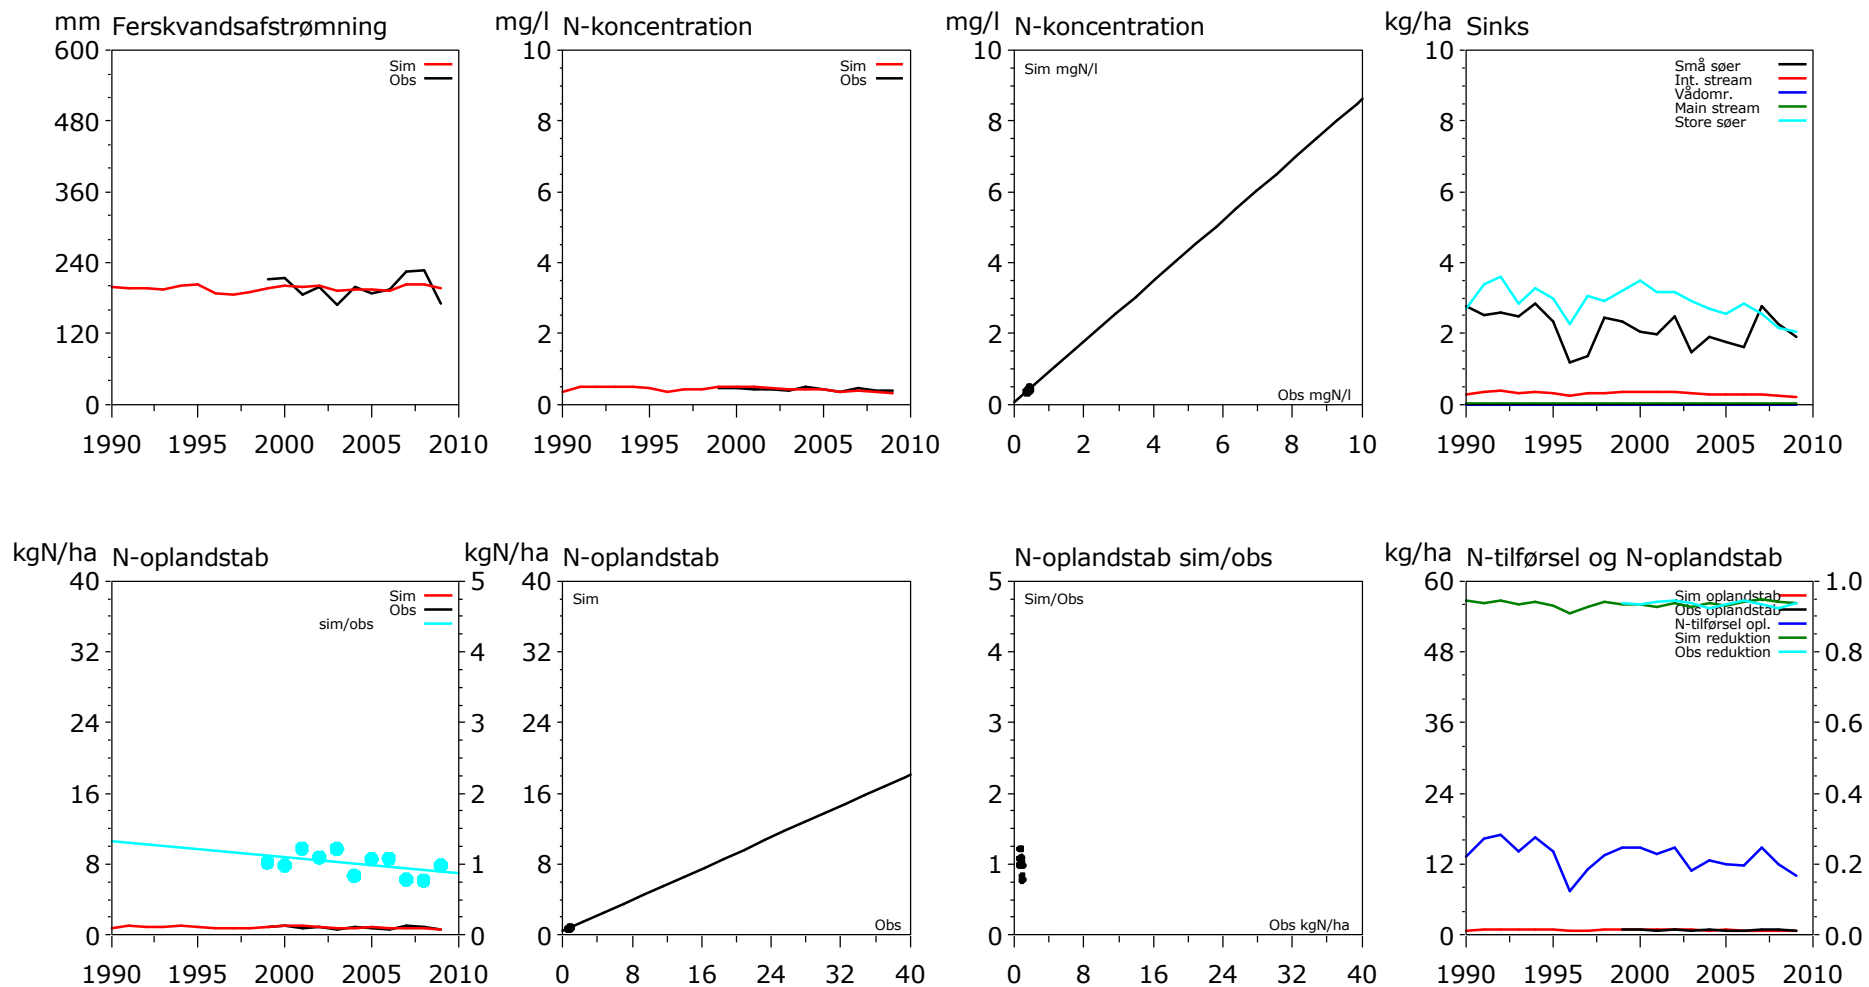 mm Ferskvandsafstrømning
600
480
360
240
120
0
1990 1995 2000 2005 2010
Sim
Obs
mg/l N-koncentration
10
8
6
4
2
0
1990 1995 2000 2005 2010
Sim
Obs
mg/l N-koncentration
10
8
6
4
2
0
0 2 4 6 8 10
Sim mgN/l
Obs mgN/l
kg/ha Sinks
10
8
6
4
2
0
1990 1995 2000 2005 2010
Små søer
Int. stream
Vådomr.
Main stream
Store søer
kgN/ha N-oplandstab
40
32
24
16
8
0
5
4
3
2
1
0
1990 1995 2000 2005 2010
Sim
Obs
sim/obs
kgN/ha N-oplandstab
40
32
24
16
8
0
0 8 16 24 32 40
Sim
Obs
N-oplandstab sim/obs
5
4
3
2
1
0
0 8 16 24 32 40
Sim/Obs
Obs kgN/ha
kg/ha N-tilførsel og N-oplandstab
60
48
36
24
12
0
1.0
0.8
0.6
0.4
0.2
0.0
1990 1995 2000 2005 2010
Sim oplandstab
Obs oplandstab
N-tilførsel opl.
Sim reduktion
Obs reduktion